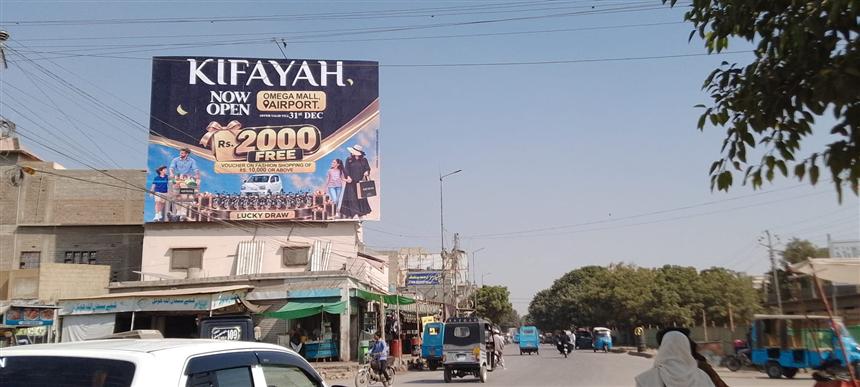 KIFAYAH
NOW
OPEN
OMEGA MALL,
AIRPORT.
OFFER VALID TILL 31ST DEC
Rs. 2000
FREE
VOUCHER ON FASHION SHOPPING OF
RS. 10,000 OR ABOVE
LUCKY DRAW